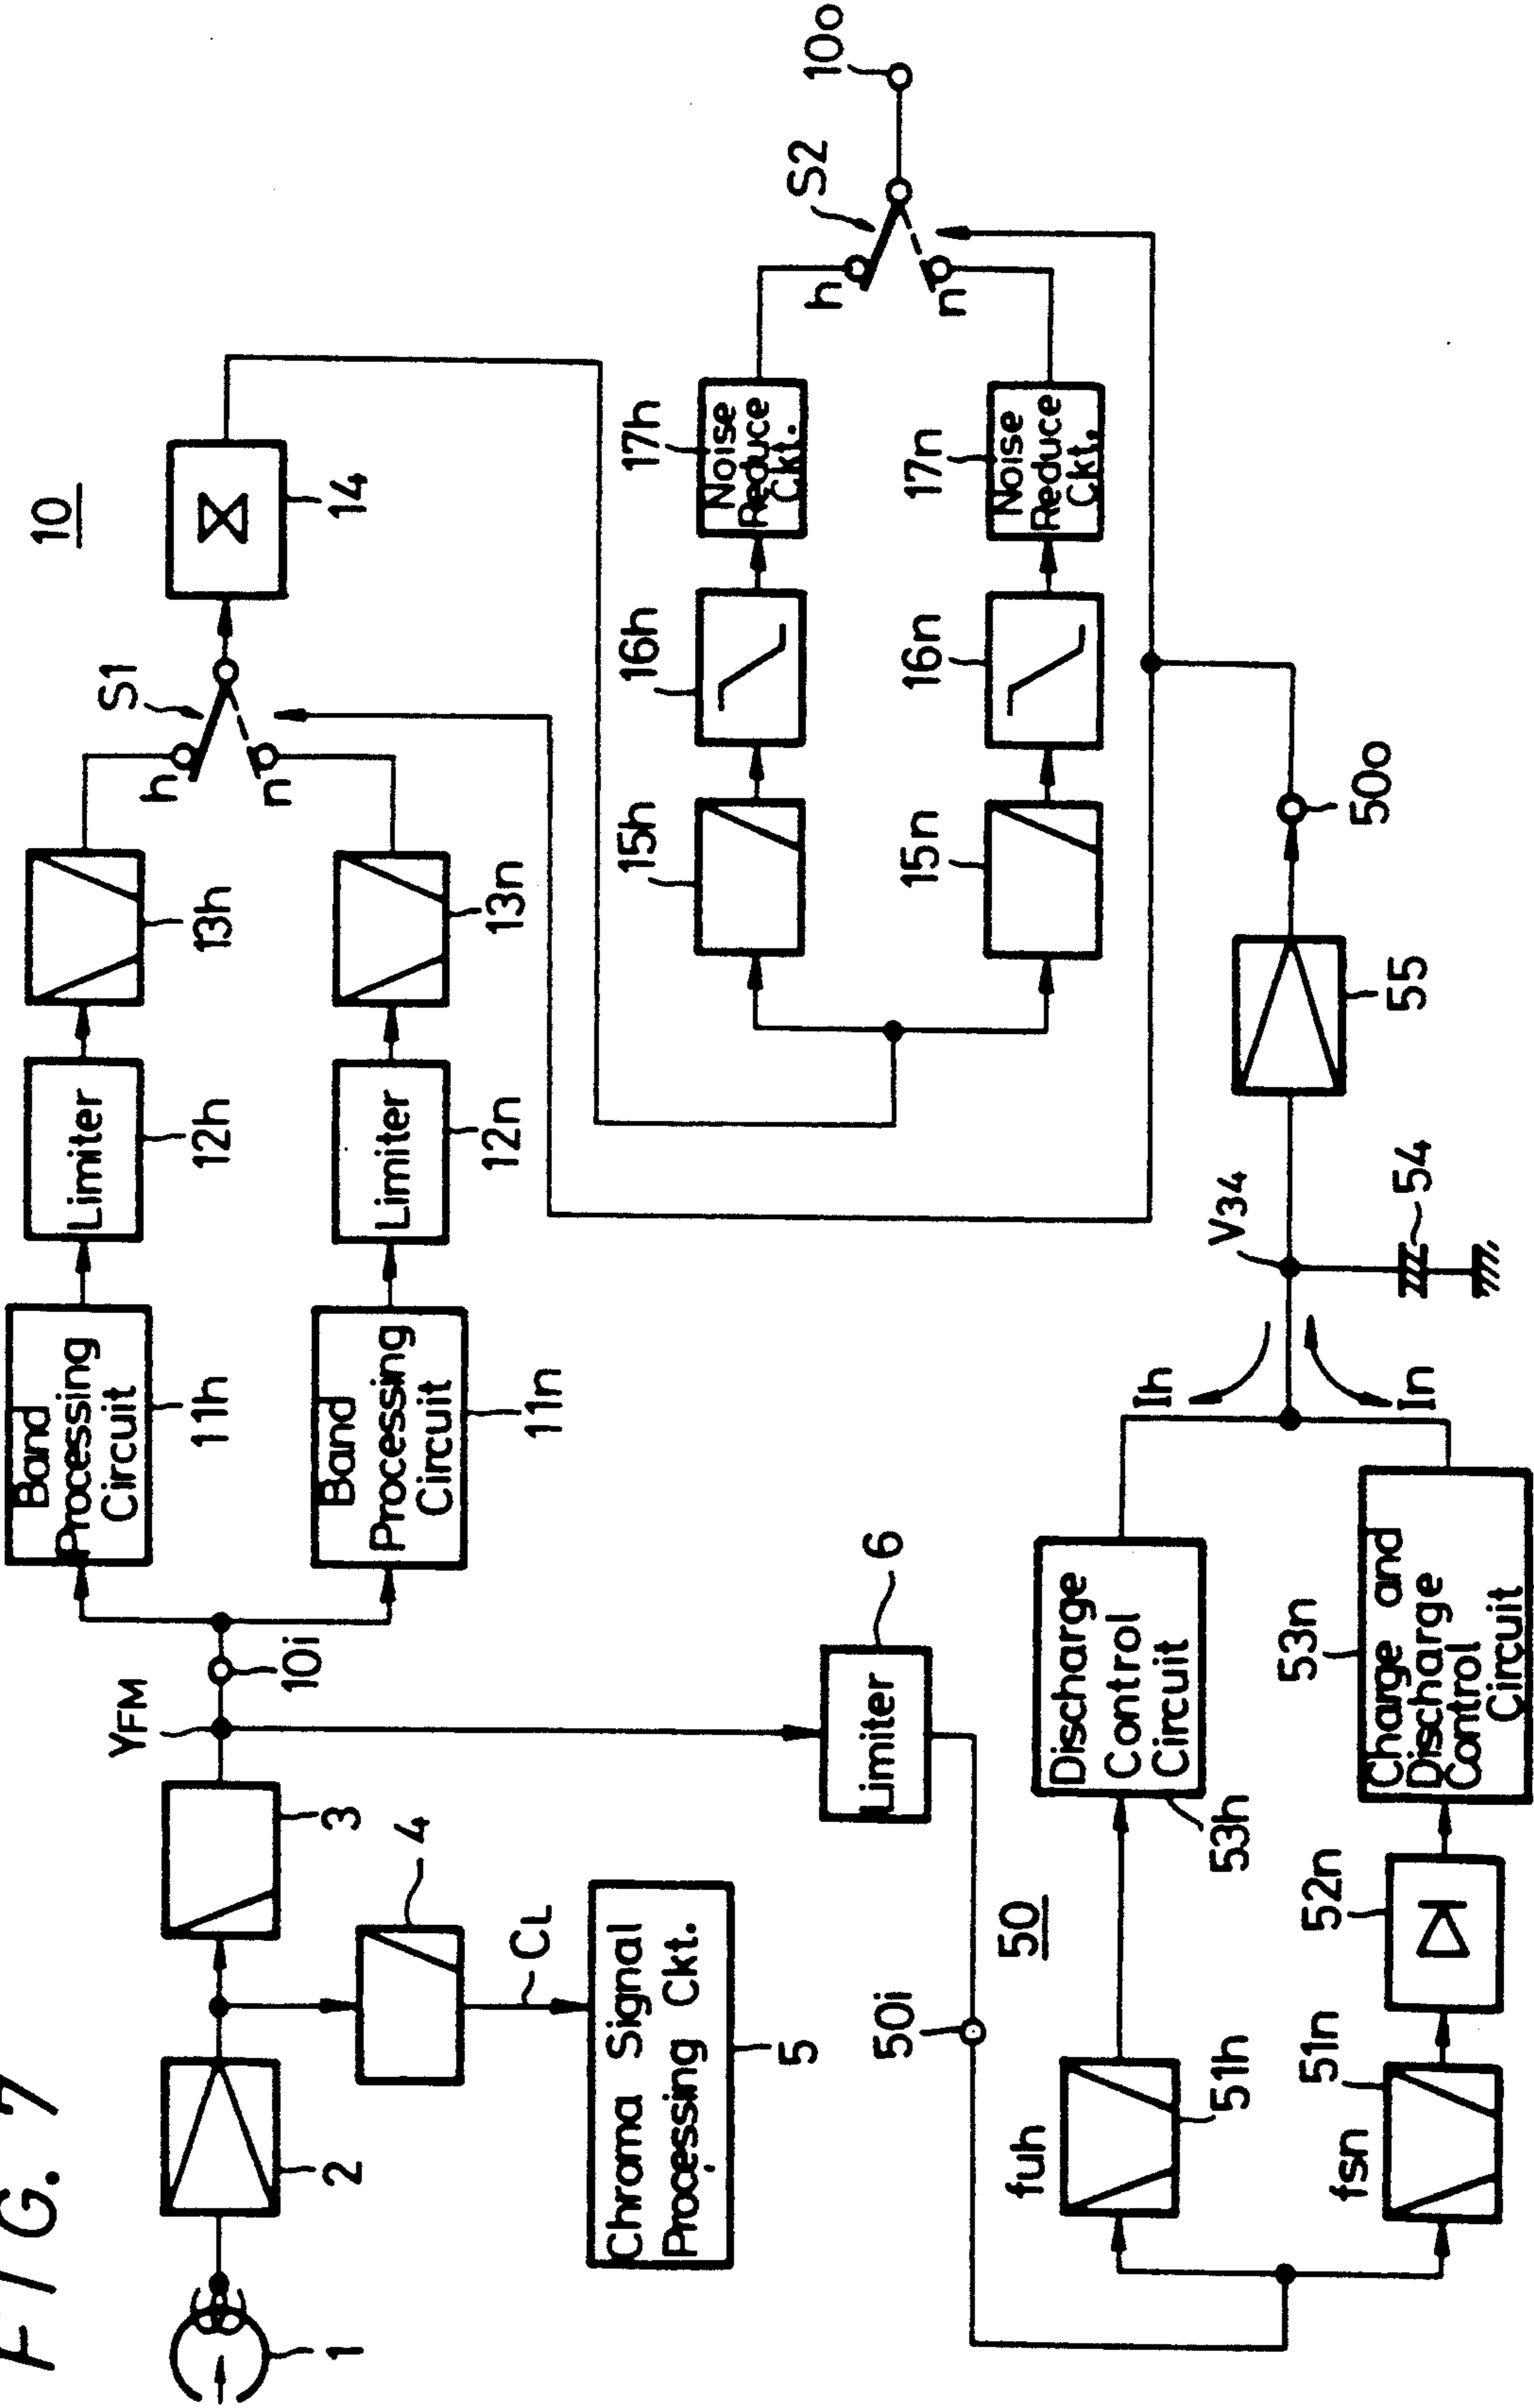 FIG. 7
10
Band
Processing
Circuit
11h
Limiter
12h
13h
Band
Processing
Circuit
11n
Limiter
12n
13n
h
n
S1
14
1
2
3
YFM
10i
4
CL
Chroma Signal
Processing Ckt.
5
Limiter
6
15h
16h
Noise
Reduce
Ckt.
17h
15n
16n
Noise
Reduce
Ckt.
17n
h
n
S2
10o
50i
50
fuh
51h
Discharge
Control
Circuit
53h
fsn
51n
52n
Charge and
Discharge
Control
Circuit
53n
Ih
In
V34
54
55
50o